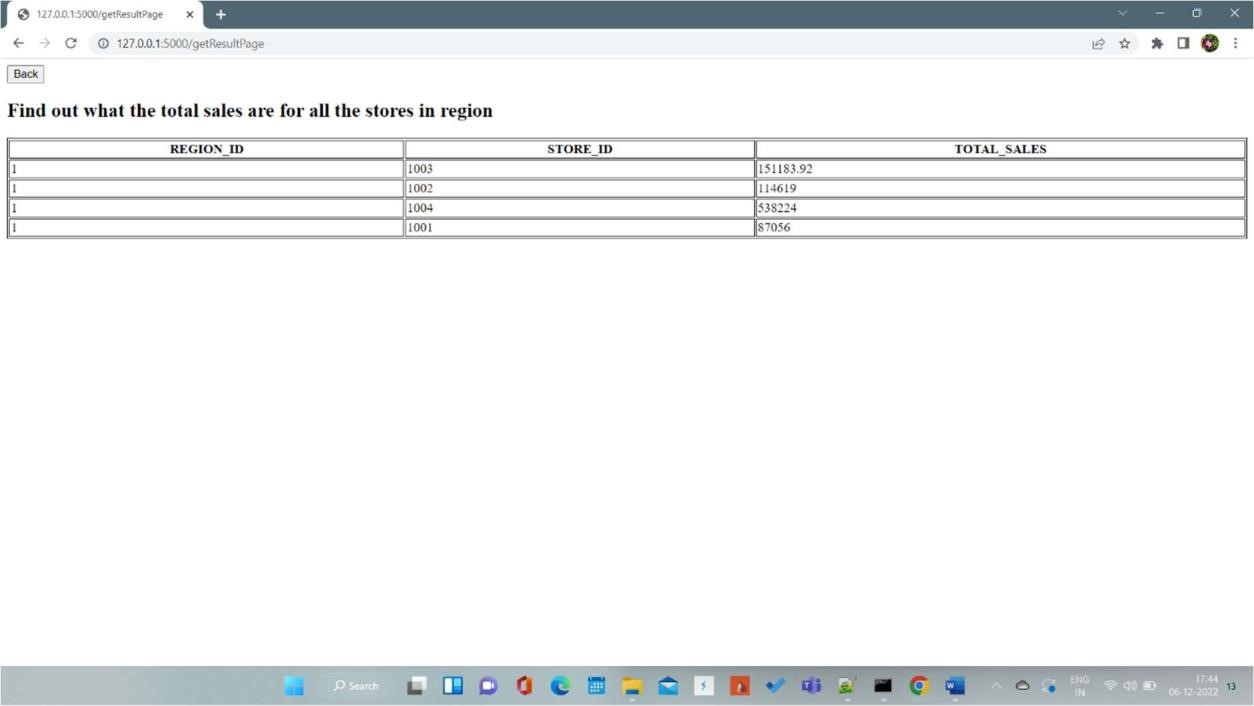 127.0.0.1:5000/getResultPage
127.0.0.1:5000/getResultPage
Back
Find out what the total sales are for all the stores in region
REGION_ID STORE_ID TOTAL_SALES
1 1003 151183.92
1 1002 114619
1 1004 538224
1 1001 87056
Search
ENG
IN
17:44
06-12-2022
13